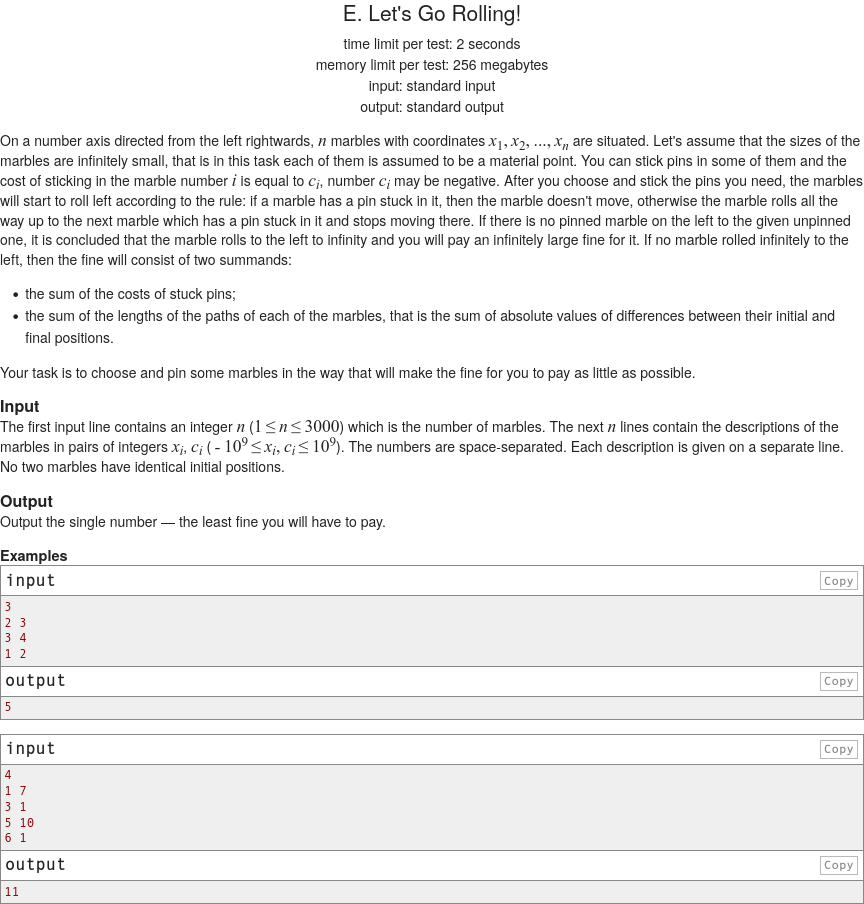 E. Let's Go Rolling!
time limit per test: 2 seconds
memory limit per test: 256 megabytes
input: standard input
output: standard output
On a number axis directed from the left rightwards, n marbles with coordinates x1, x2, ..., xn are situated. Let's assume that the sizes of the
marbles are infinitely small, that is in this task each of them is assumed to be a material point. You can stick pins in some of them and the
cost of sticking in the marble number i is equal to ci, number ci may be negative. After you choose and stick the pins you need, the marbles
will start to roll left according to the rule: if a marble has a pin stuck in it, then the marble doesn't move, otherwise the marble rolls all the
way up to the next marble which has a pin stuck in it and stops moving there. If there is no pinned marble on the left to the given unpinned
one, it is concluded that the marble rolls to the left to infinity and you will pay an infinitely large fine for it. If no marble rolled infinitely to the
left, then the fine will consist of two summands:
• the sum of the costs of stuck pins;
• the sum of the lengths of the paths of each of the marbles, that is the sum of absolute values of differences between their initial and
final positions.
Your task is to choose and pin some marbles in the way that will make the fine for you to pay as little as possible.
Input
The first input line contains an integer n (1 ≤ n ≤ 3000) which is the number of marbles. The next n lines contain the descriptions of the
marbles in pairs of integers xi, ci ( - 10^9 ≤ xi, ci ≤ 10^9). The numbers are space-separated. Each description is given on a separate line.
No two marbles have identical initial positions.
Output
Output the single number — the least fine you will have to pay.
Examples
input Copy
3
2 3
3 4
1 2
output Copy
5
input Copy
4
1 7
3 1
5 10
6 1
output Copy
11